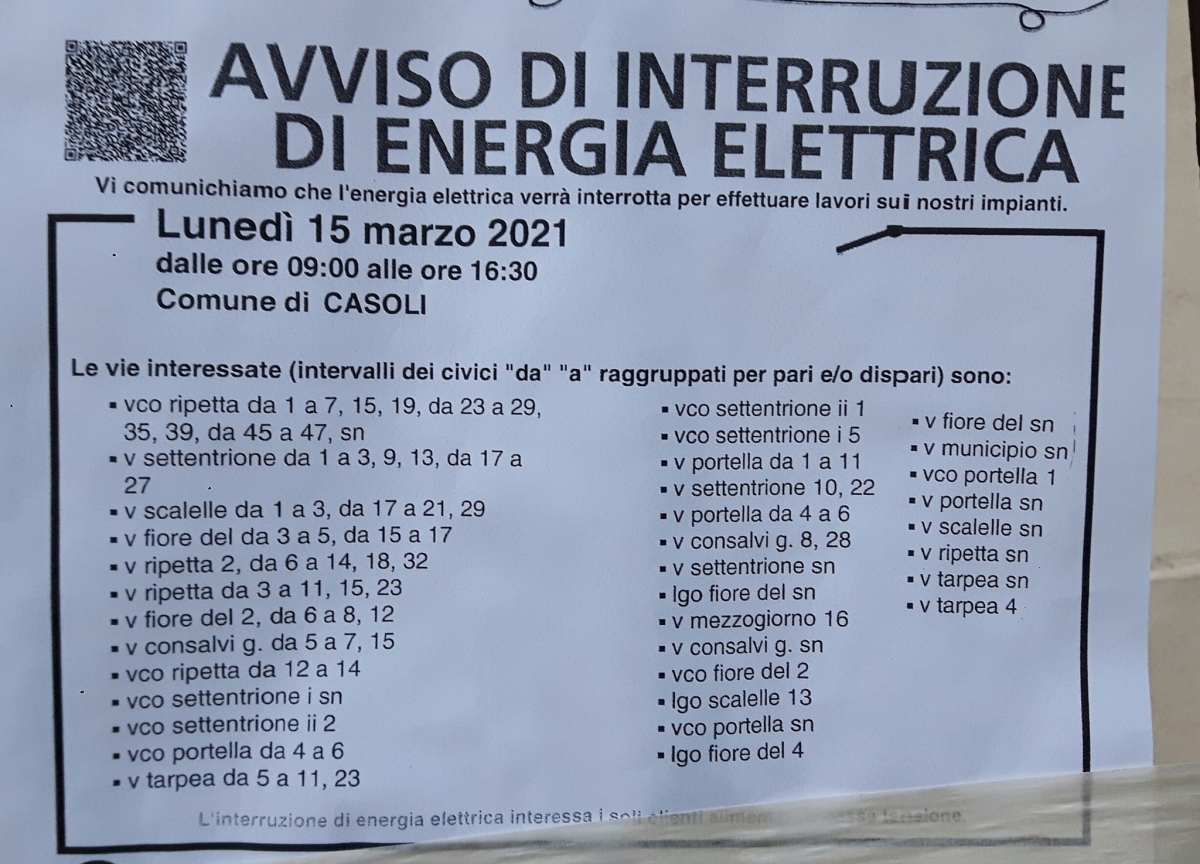 AVVISO DI INTERRUZIONE
DI ENERGIA ELETTRICA
Vi comunichiamo che l'energia elettrica verrà interrotta per effettuare lavori sui nostri impianti.
Lunedì 15 marzo 2021
dalle ore 09:00 alle ore 16:30
Comune di CASOLI
Le vie interessate (intervalli dei civici "da" "a" raggruppati per pari e/o dispari) sono:
▪ vco ripetta da 1 a 7, 15, 19, da 23 a 29,
35, 39, da 45 a 47, sn
▪ v settentrione da 1 a 3, 9, 13, da 17 a
27
▪ v scalelle da 1 a 3, da 17 a 21, 29
▪ v fiore del da 3 a 5, da 15 a 17
▪ v ripetta 2, da 6 a 14, 18, 32
▪ v ripetta da 3 a 11, 15, 23
▪ v fiore del 2, da 6 a 8, 12
▪ v consalvi g. da 5 a 7, 15
▪ vco ripetta da 12 a 14
▪ vco settentrione i sn
▪ vco settentrione ii 2
▪ vco portella da 4 a 6
▪ v tarpea da 5 a 11, 23
▪ vco settentrione ii 1
▪ vco settentrione i 5
▪ v portella da 1 a 11
▪ v settentrione 10, 22
▪ v portella da 4 a 6
▪ v consalvi g. 8, 28
▪ v settentrione sn
▪ lgo fiore del sn
▪ v mezzogiorno 16
▪ v consalvi g. sn
▪ vco fiore del 2
▪ lgo scalelle 13
▪ vco portella sn
▪ lgo fiore del 4
▪ v fiore del sn
▪ v municipio sn
▪ vco portella 1
▪ v portella sn
▪ v scalelle sn
▪ v ripetta sn
▪ v tarpea sn
▪ v tarpea 4
L'interruzione di energia elettrica interessa i soli clienti